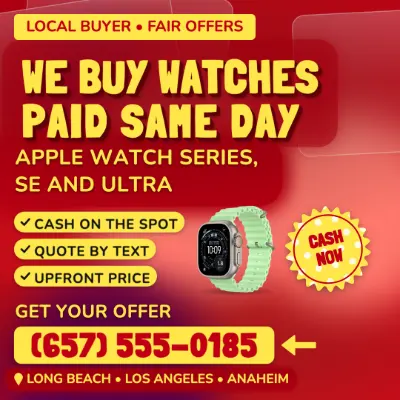 LOCAL BUYER • FAIR OFFERS
WE BUY WATCHES
PAID SAME DAY
APPLE WATCH SERIES,
SE AND ULTRA
CASH ON THE SPOT
QUOTE BY TEXT
UPFRONT PRICE
CASH
NOW
GET YOUR OFFER
(657) 555-0185
LONG BEACH • LOS ANGELES • ANAHEIM